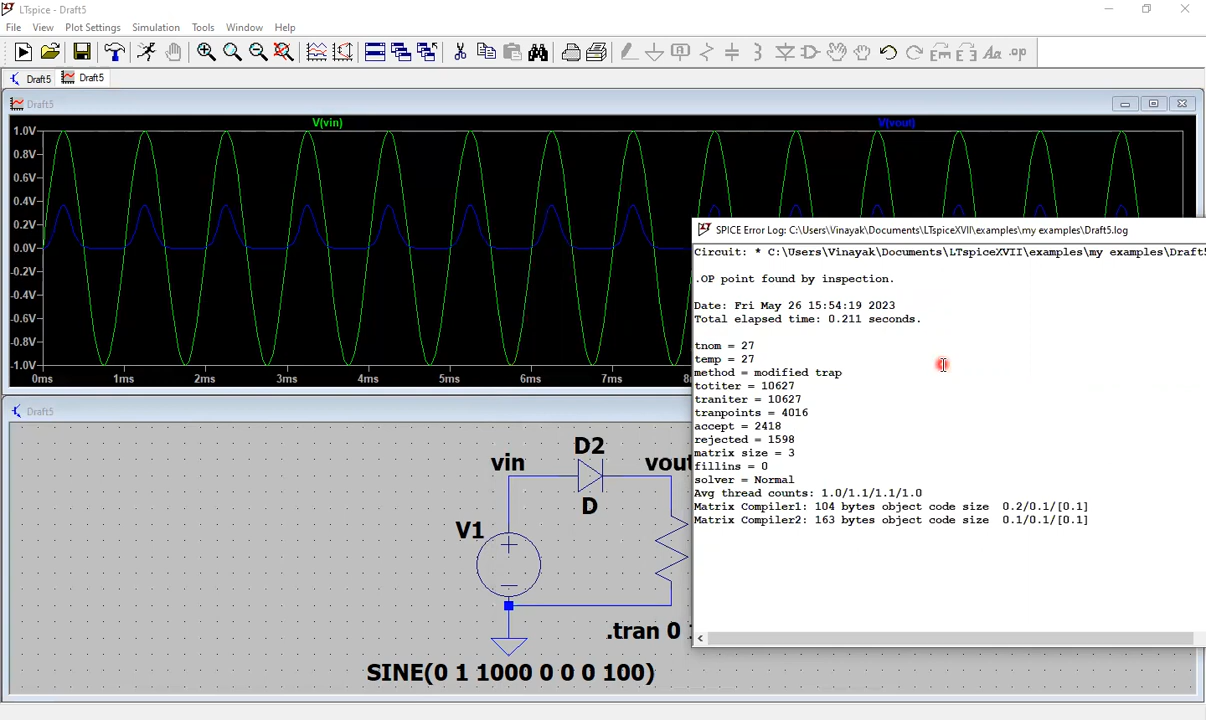 LTspice - Draft5
File View Plot Settings Simulation Tools Window Help
Draft5 Draft5
Draft5
V(vin) V(vout)
1.0V
0.8V
0.6V
0.4V
0.2V
0.0V
-0.2V
-0.4V
-0.6V
-0.8V
-1.0V
0ms 1ms 2ms 3ms 4ms 5ms 6ms 7ms
SPICE Error Log: C:\Users\Vinayak\Documents\LTspiceXVII\examples\my examples\Draft5.log
Circuit: * C:\Users\Vinayak\Documents\LTspiceXVII\examples\my examples\Draft5
.OP point found by inspection.
Date: Fri May 26 15:54:19 2023
Total elapsed time: 0.211 seconds.
tnom = 27
temp = 27
method = modified trap
totiter = 10627
traniter = 10627
tranpoints = 4016
accept = 2418
rejected = 1598
matrix size = 3
fillins = 0
solver = Normal
Avg thread counts: 1.0/1.1/1.1/1.0
Matrix Compiler1: 104 bytes object code size 0.2/0.1/[0.1]
Matrix Compiler2: 163 bytes object code size 0.1/0.1/[0.1]
Draft5
vin D2 vout
D
V1
.tran 0
SINE(0 1 1000 0 0 0 100)